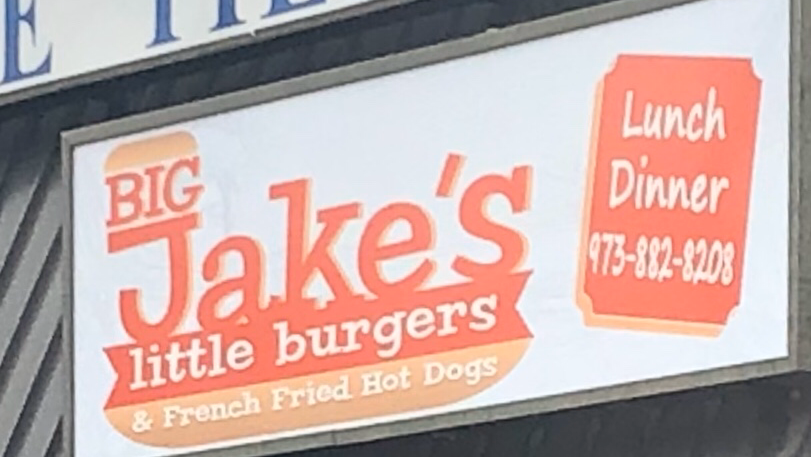 BIG
Jake's
little burgers
& French Fried Hot Dogs
Lunch
Dinner
973-882-8208